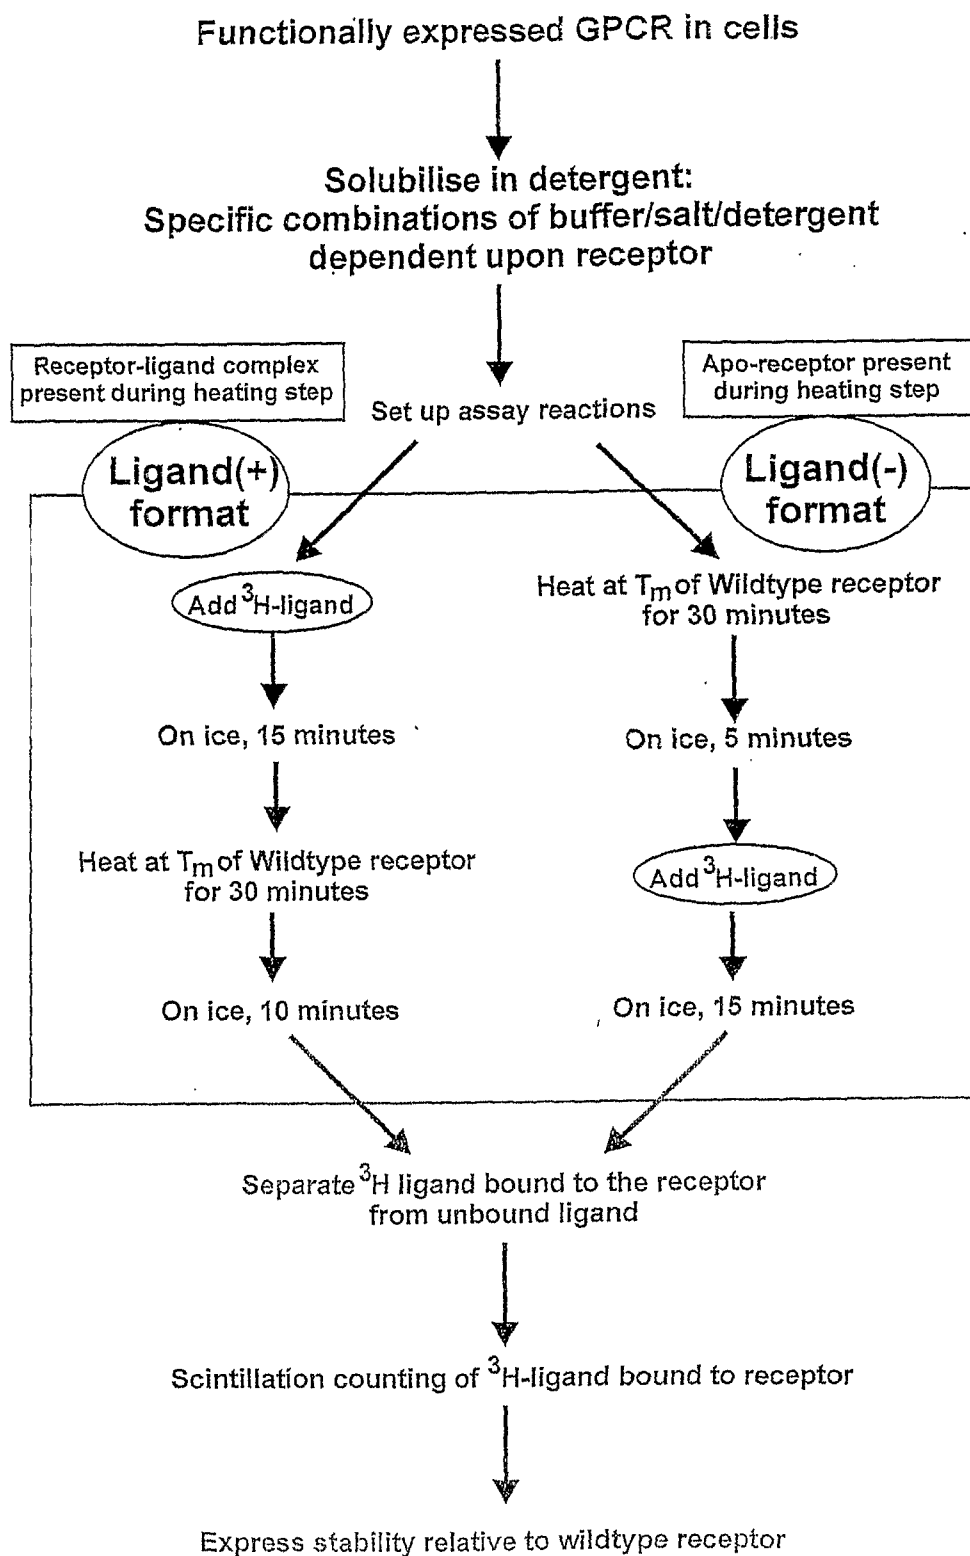 Functionally expressed GPCR in cells
Solubilise in detergent:
Specific combinations of buffer/salt/detergent
dependent upon receptor
Receptor-ligand complex
present during heating step
Apo-receptor present
during heating step
Set up assay reactions
Ligand(+)
format
Ligand(-)
format
Add ³H-ligand
On ice, 15 minutes
Heat at Tm of Wildtype receptor
for 30 minutes
On ice, 10 minutes
Heat at Tm of Wildtype receptor
for 30 minutes
On ice, 5 minutes
Add ³H-ligand
On ice, 15 minutes
Separate ³H ligand bound to the receptor
from unbound ligand
Scintillation counting of ³H-ligand bound to receptor
Express stability relative to wildtype receptor